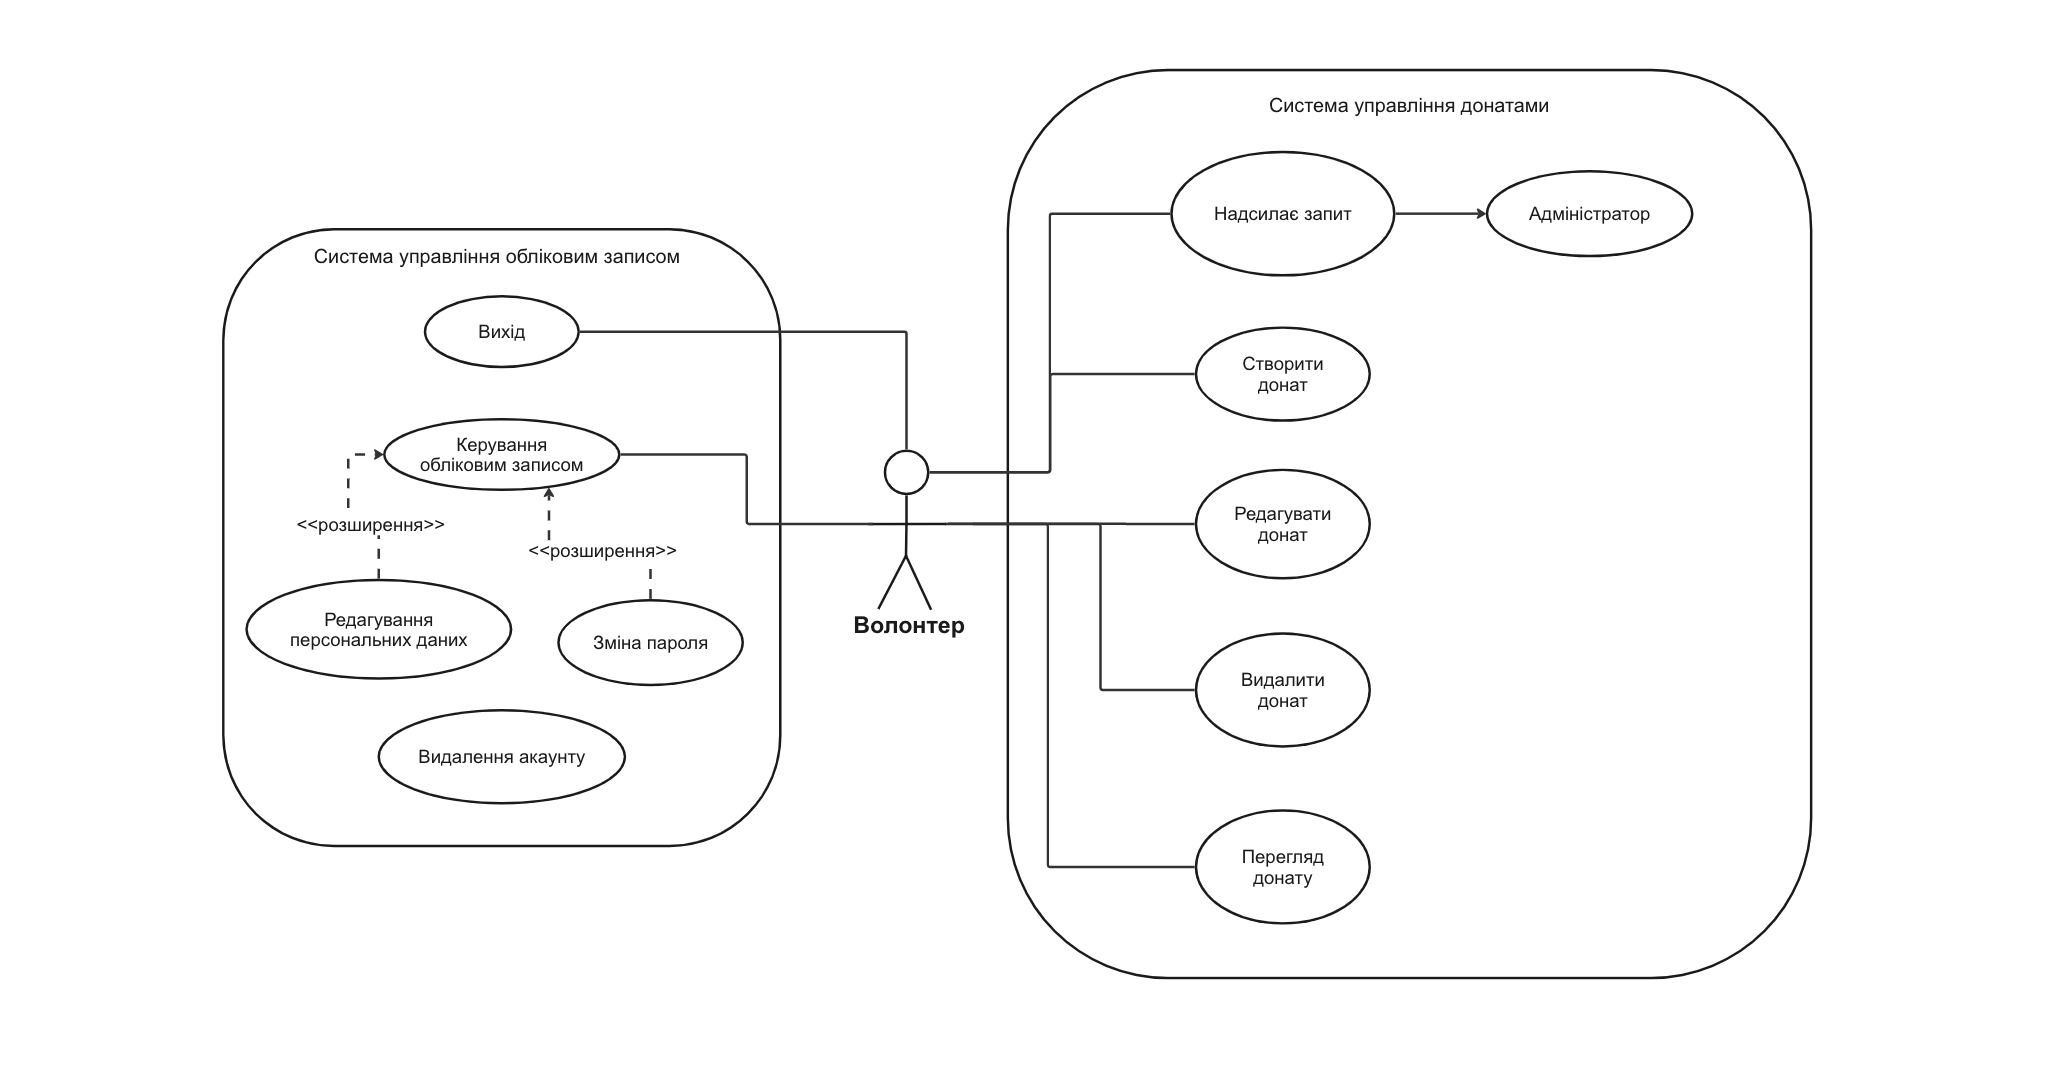 Система управління обліковим записом
Вихід
Керування
обліковим записом
<<розширення>>
<<розширення>>
Редагування
персональних даних
Зміна пароля
Видалення акаунту
Волонтер
Система управління донатами
Надсилає запит
Адміністратор
Створити
донат
Редагувати
донат
Видалити
донат
Перегляд
донату